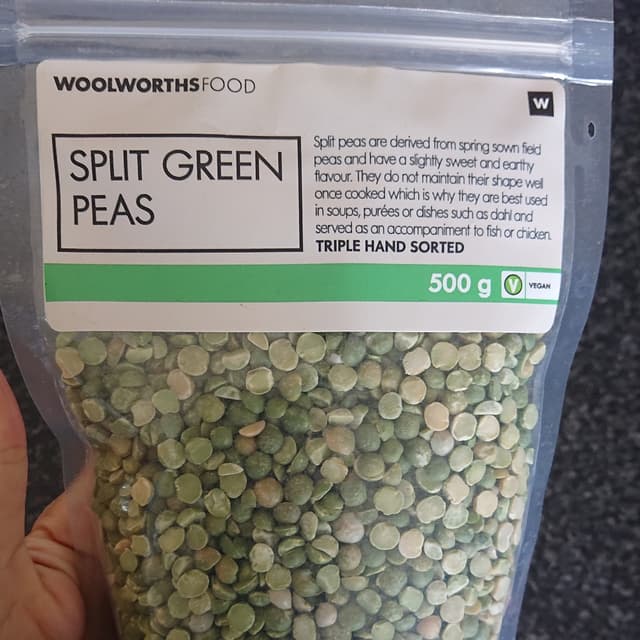 WOOLWORTHSFOOD
W
SPLIT GREEN
PEAS
Split peas are derived from spring sown field
peas and have a slightly sweet and earthy
flavour. They do not maintain their shape well
once cooked which is why they are best used
in soups, purées or dishes such as dahl and
served as an accompaniment to fish or chicken.
TRIPLE HAND SORTED
500 g
V
VEGAN